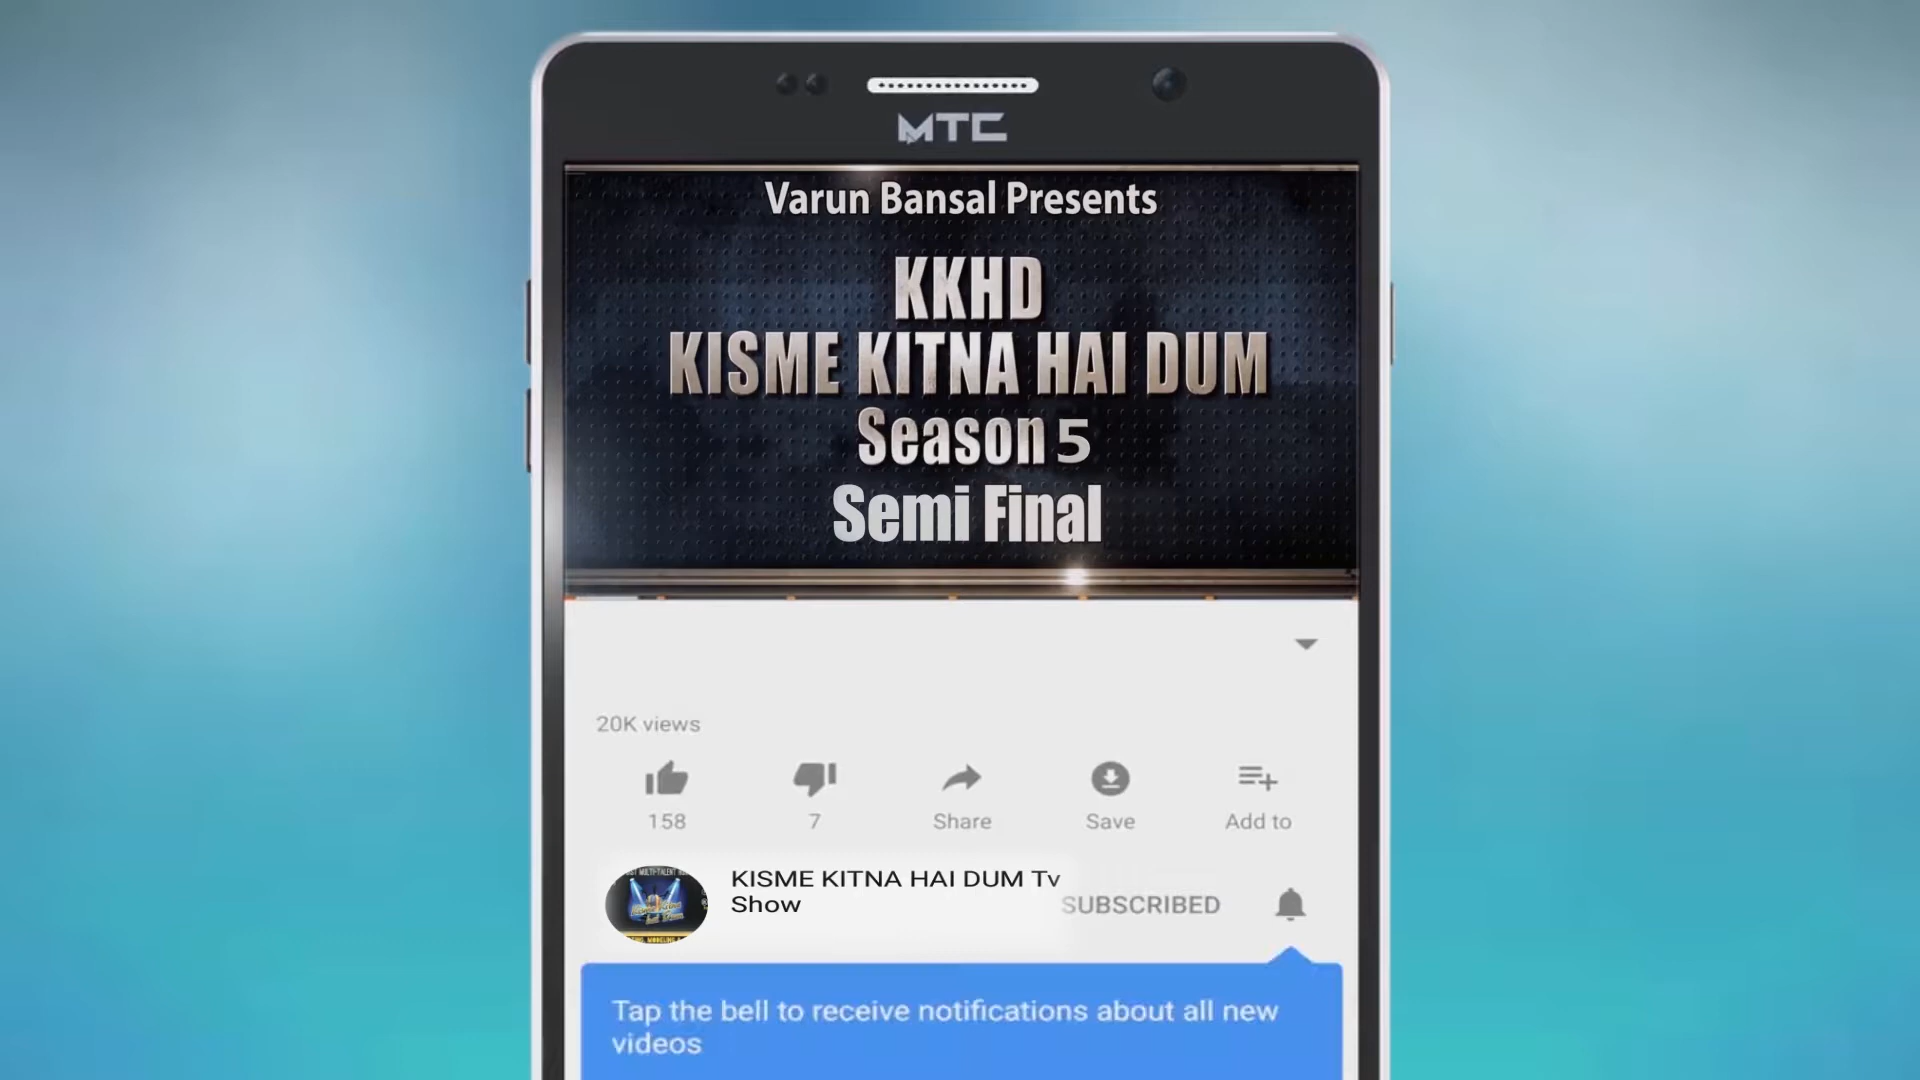 MTC
Varun Bansal Presents
KKHD
KISME KITNA HAI DUM
Season 5
Semi Final
20K views
158
7
Share
Save
Add to
KISME KITNA HAI DUM Tv
Show
SUBSCRIBED
Tap the bell to receive notifications about all new
videos